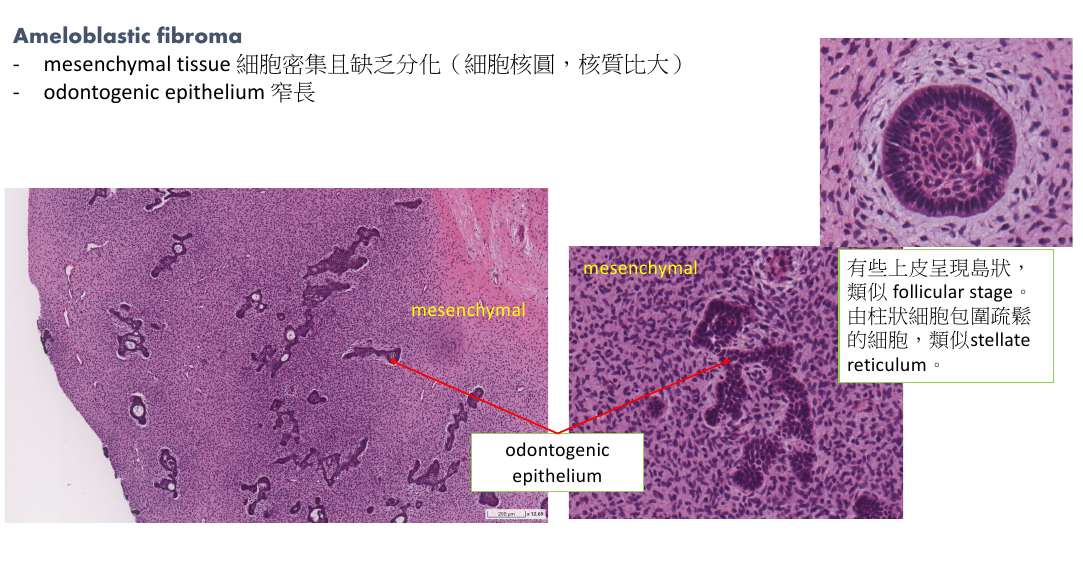 Ameloblastic fibroma
- mesenchymal tissue 細胞密集且缺乏分化（細胞核圓，核質比大）
- odontogenic epithelium 窄長
mesenchymal
mesenchymal
有些上皮呈現島狀，
類似 follicular stage。
由柱狀細胞包圍疏鬆
的細胞，類似stellate
reticulum。
odontogenic
epithelium
200 μm x 12.69